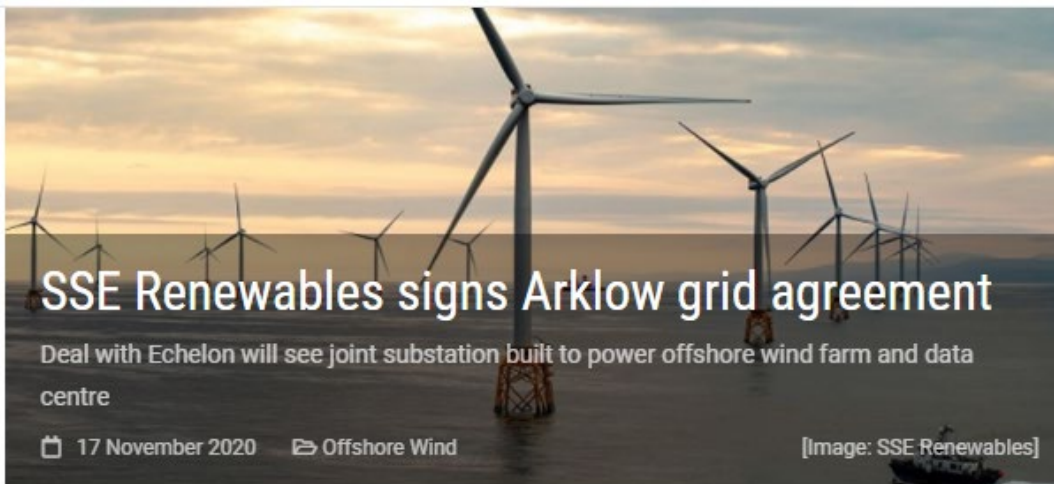 SSE Renewables signs Arklow grid agreement
Deal with Echelon will see joint substation built to power offshore wind farm and data
centre
17 November 2020 Offshore Wind [Image: SSE Renewables]